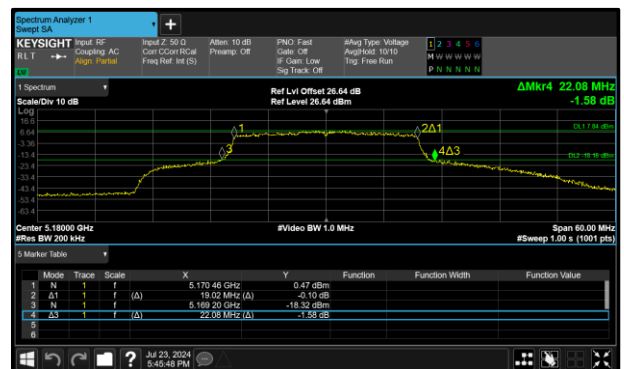 Spectrum Analyzer 1
Swept SA
KEYSIGHT Input: RF Input Z: 50 Ω Atten: 10 dB PNO: Fast #Avg Type: Voltage 1 2 3 4 5 6
RLT Coupling: AC Corr CCorr RCal Preamp: Off Gate: Off Avg|Hold: 10/10 M W W W W W
Align: Partial Freq Ref: Int (S) IF Gain: Low Trig: Free Run
Sig Track: Off P N N N N N
LW
1 Spectrum Ref Lvl Offset 26.64 dB ΔMkr4 22.08 MHz
Scale/Div 10 dB Ref Level 26.64 dBm -1.58 dB
Log
16.6
6.64 1 2Δ1 DL1 7.84 dBm
-3.36
-13.4 3 4Δ3
-23.4
-33.4
-43.4
-53.4
-63.4
Center 5.18000 GHz #Video BW 1.0 MHz Span 60.00 MHz
#Res BW 200 kHz #Sweep 1.00 s (1001 pts)
5 Marker Table
Mode Trace Scale X Y Function Function Width Function Value
1 N 1 f 5.170 46 GHz 0.47 dBm
2 Δ1 1 f (Δ) 19.02 MHz (Δ) -0.10 dB
3 N 1 f 5.169 20 GHz -18.32 dBm
4 Δ3 1 f (Δ) 22.08 MHz (Δ) -1.58 dB
5
6
? Jul 23, 2024
5:45:48 PM